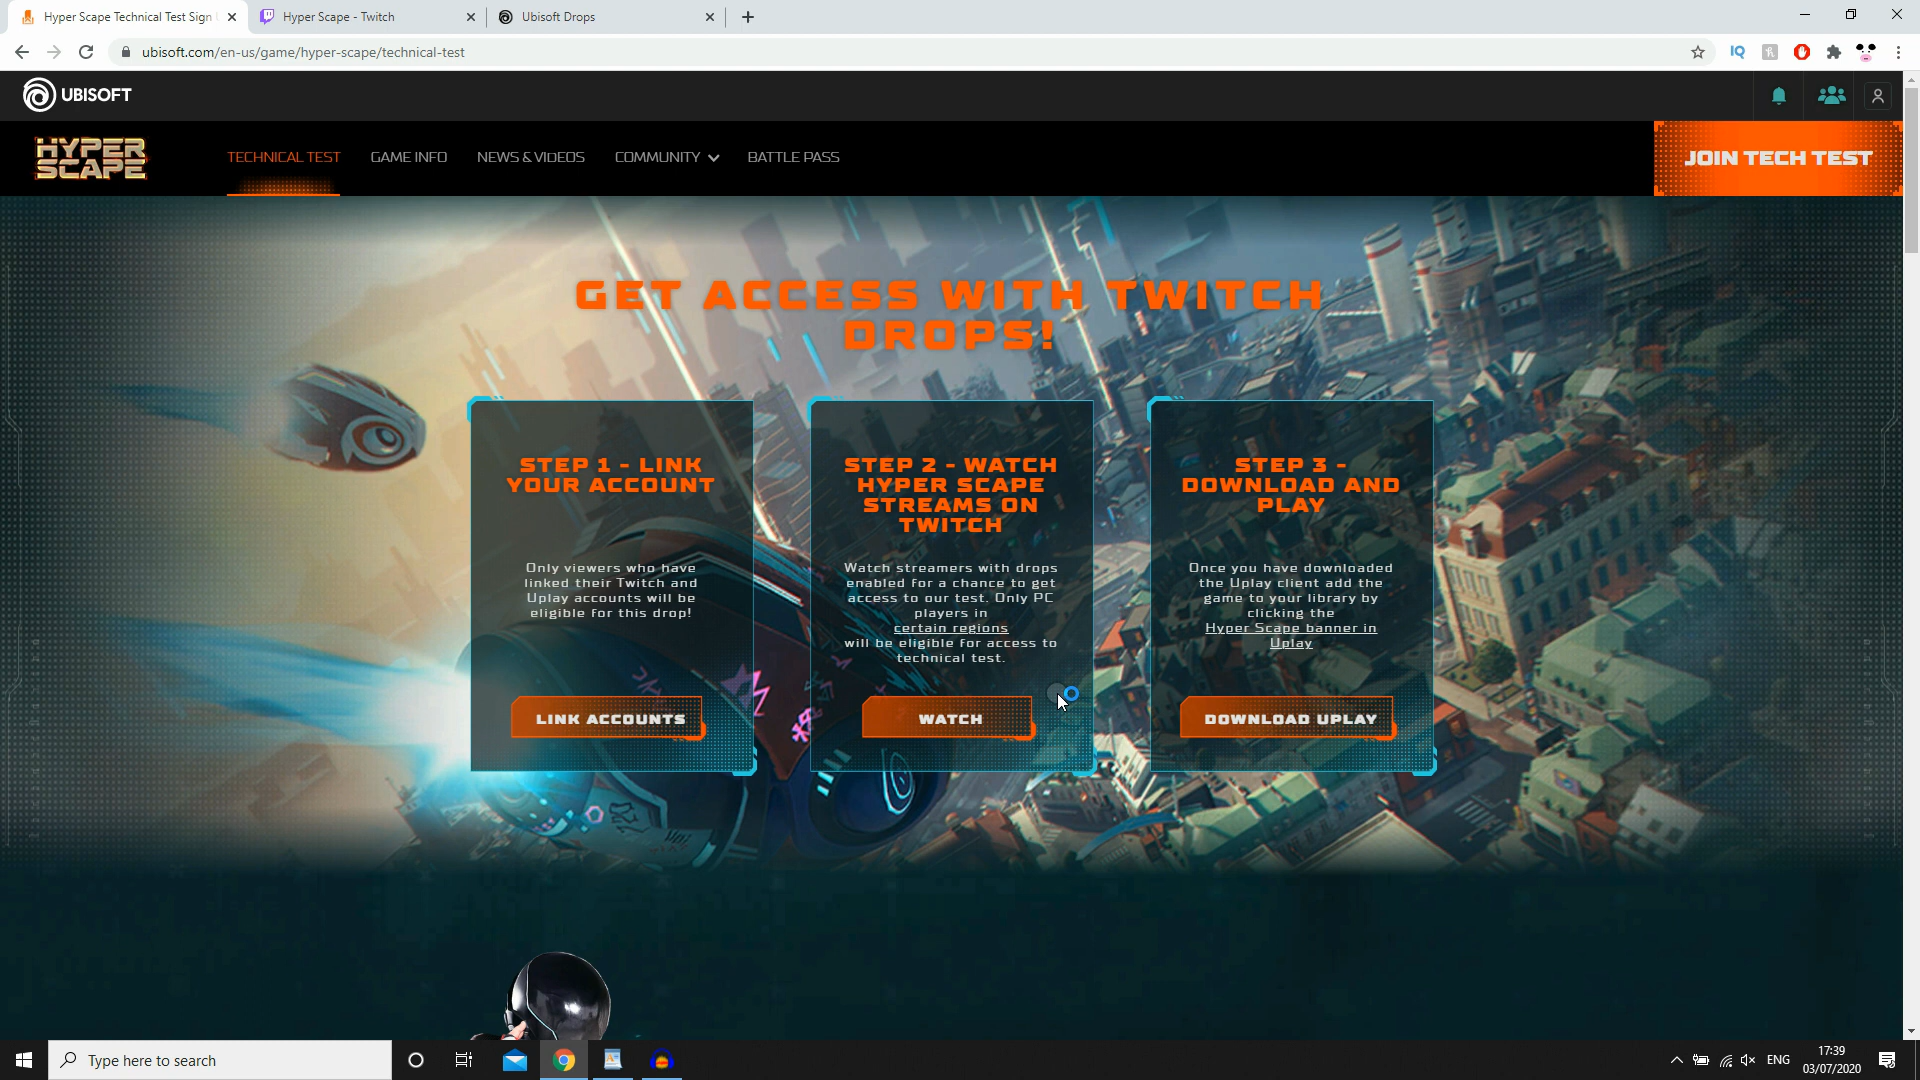 Hyper Scape Technical Test Sign
Hyper Scape - Twitch
Ubisoft Drops
ubisoft.com/en-us/game/hyper-scape/technical-test
UBISOFT
HYPER
SCAPE
TECHNICAL TEST
GAME INFO
NEWS & VIDEOS
COMMUNITY
BATTLE PASS
JOIN TECH TEST
GET ACCESS WITH TWITCH
DROPS!
STEP 1 - LINK
YOUR ACCOUNT
Only viewers who have
linked their Twitch and
Uplay accounts will be
eligible for this drop!
LINK ACCOUNTS
STEP 2 - WATCH
HYPER SCAPE
STREAMS ON
TWITCH
Watch streamers with drops
enabled for a chance to get
access to our test. Only PC
players in
certain regions
will be eligible for access to
technical test.
WATCH
STEP 3 -
DOWNLOAD AND
PLAY
Once you have downloaded
the Uplay client add the
game to your library by
clicking the
Hyper Scape banner in
Uplay
DOWNLOAD UPLAY
Type here to search
ENG
17:39
03/07/2020